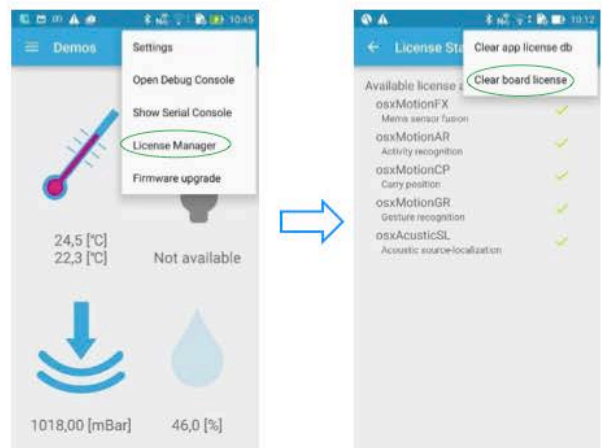 10:45
Demos
Settings
Open Debug Console
Show Serial Console
License Manager
Firmware upgrade
24,5 [°C]
22,3 [°C]
Not available
1018,00 [mBar]
46,0 [%]
10:12
License Sta
Clear app license db
Clear board license
Available license a
osxMotionFX
Mems sensor fusion
osxMotionAR
Activity recognition
osxMotionCP
Carry position
osxMotionGR
Gesture recognition
osxAcusticSL
Acoustic source-localization